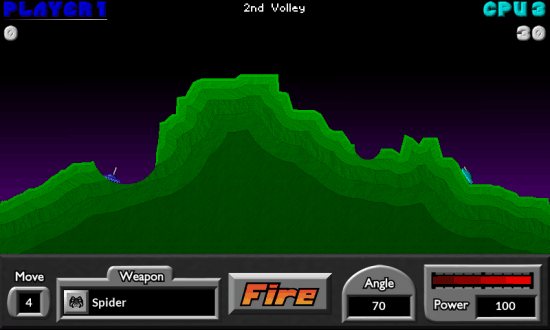 PLAYER 1
2nd Volley
CPU 3
0
30
Move
4
Weapon
Spider
Fire
Angle
70
Power
100